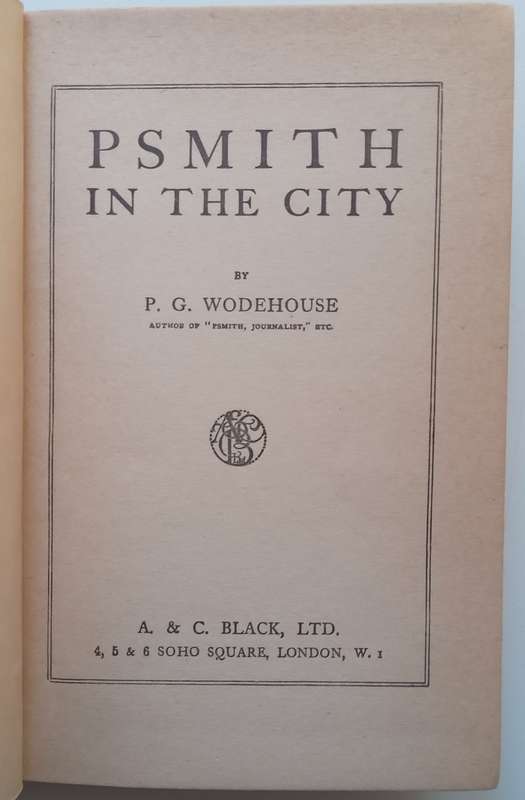 PSMITH
IN THE CITY
BY
P. G. WODEHOUSE
AUTHOR OF "PSMITH, JOURNALIST," ETC.
A. & C. BLACK, LTD.
4, 5 & 6 SOHO SQUARE, LONDON, W. 1